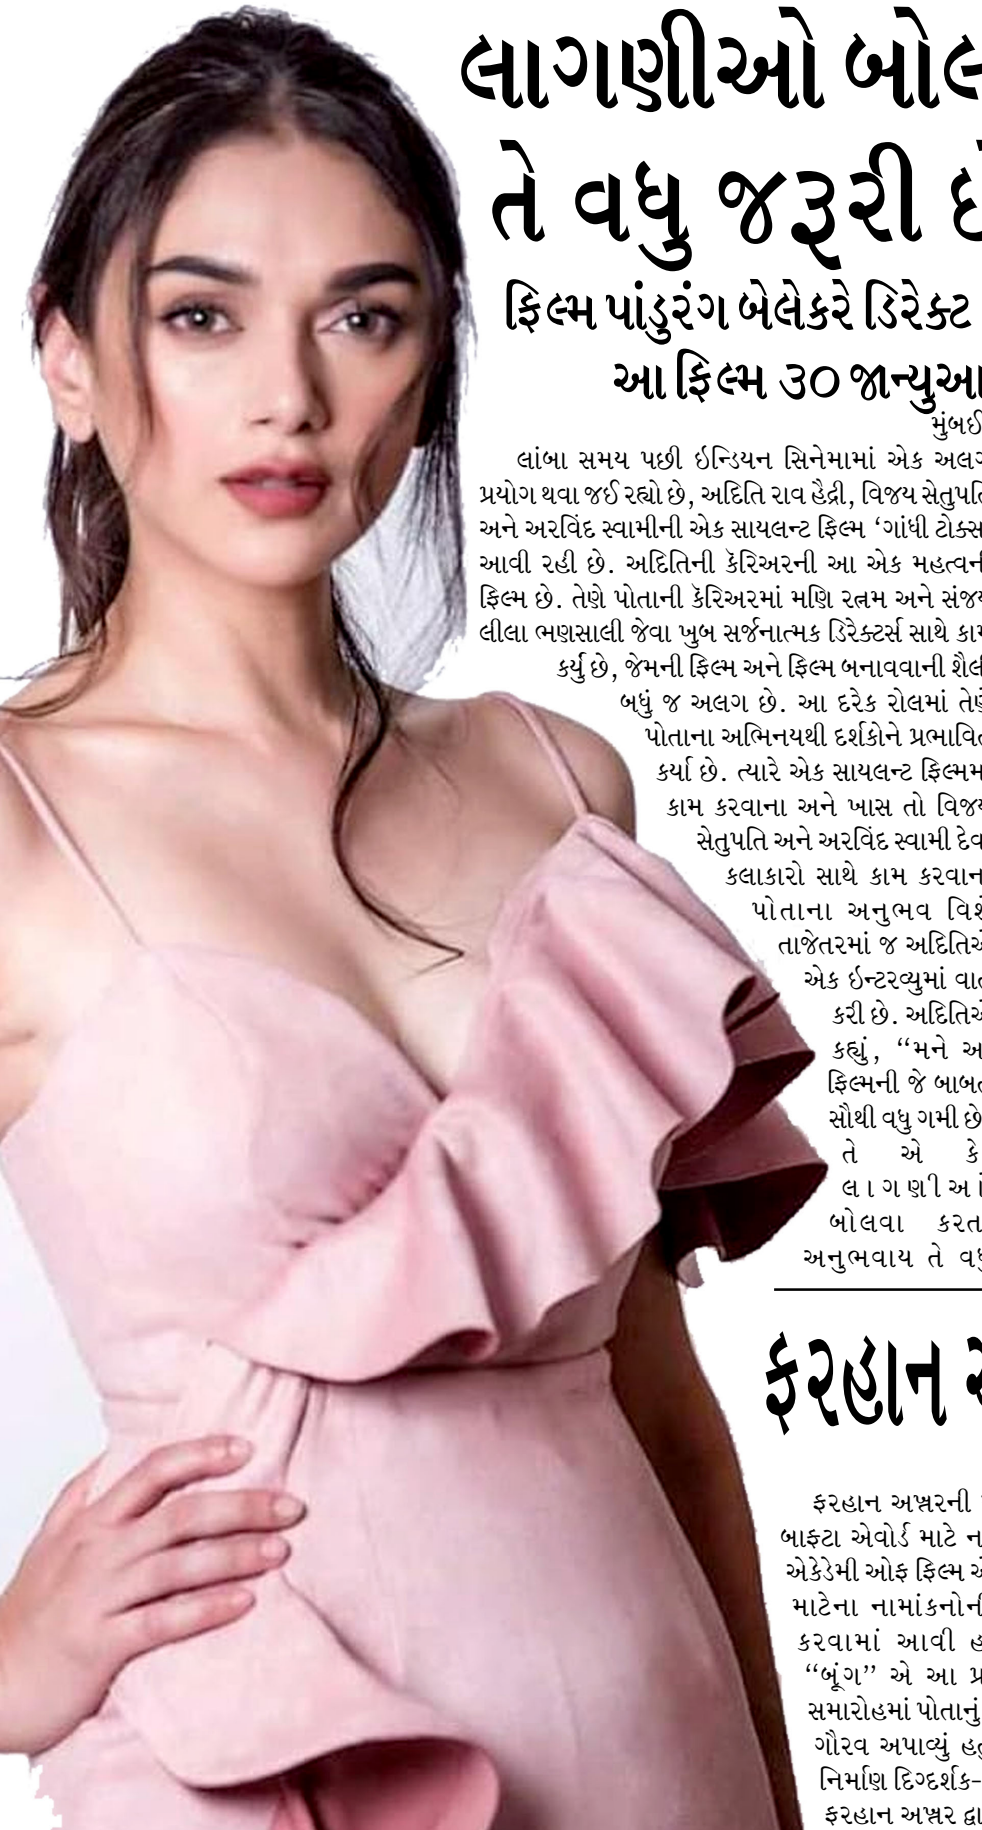 લાગણીઓ બોલ
તે વધુ જરૂરી
ફિલ્મ પાંડુરંગ બેલેકરે ડિરેક્ટ
આ ફિલ્મ ૩૦ જાન્યુઆ
મુંબઈ
લાંબા સમય પછી ઇન્ડિયન સિનેમામાં એક અલગ
પ્રયોગ થવા જઈ રહ્યો છે, અદિતિ રાવ હૈદ્રી, વિજય સેતુપતિ
અને અરવિંદ સ્વામીની એક સાયલન્ટ ફિલ્મ ‘ગાંધી ટોક્સ
આવી રહી છે. અદિતિની કૅરિઅરની આ એક મહત્વની
ફિલ્મ છે. તેણે પોતાની કૅરિઅરમાં મણિ રત્નમ અને સંજય
લીલા ભણસાલી જેવા ખુબ સર્જનાત્મક ડિરેક્ટર્સ સાથે કામ
કર્યું છે, જેમની ફિલ્મ અને ફિલ્મ બનાવવાની શૈલી
બધું જ અલગ છે. આ દરેક રોલમાં તેણે
પોતાના અભિનયથી દર્શકોને પ્રભાવિત
કર્યા છે. ત્યારે એક સાયલન્ટ ફિલ્મમ
કામ કરવાના અને ખાસ તો વિજય
સેતુપતિ અને અરવિંદ સ્વામી દેવ
કલાકારો સાથે કામ કરવાન
પોતાના અનુભવ વિશે
તાજેતરમાં જ અદિતિએ
એક ઇન્ટરવ્યુમાં વાત
કરી છે. અદિતિએ
કહ્યું, “મને આ
ફિલ્મની જે બાબત
સૌથી વધુ ગમી છે
તે એ કે
લાગણીઓ
બોલવા કરતા
અનુભવાય તે વધુ
ફરહાન અ
ફરહાન અખ્તરની
બાફ્ટા એવોર્ડ માટે ન
એકેડેમી ઓફ ફિલ્મ એ
માટેના નામાંકનોની
કરવામાં આવી હ
“બૂંગ” એ આ પ્ર
સમારોહમાં પોતાનું
ગૌરવ અપાવ્યું હતુ
નિર્માણ દિગ્દર્શક-
ફરહાન અખ્તર દ્વા